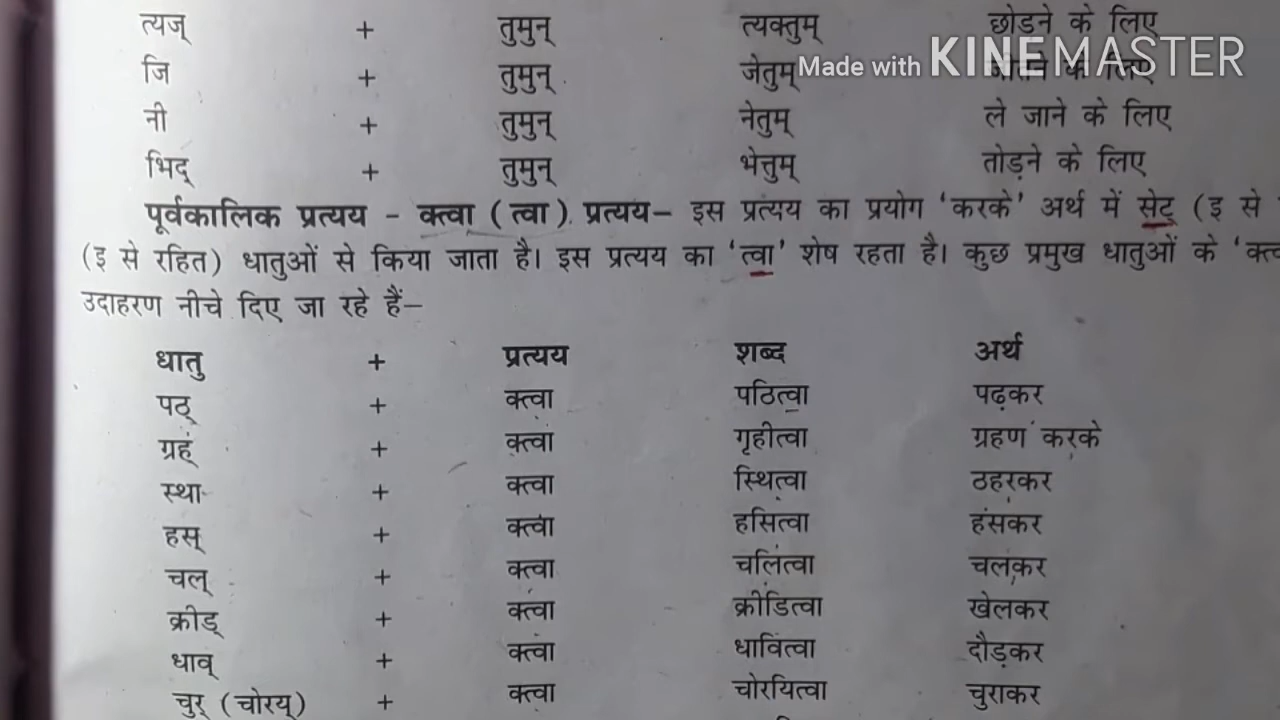 त्यज् + तुमुन् त्यक्तुम् छोडने के लिए
जि + तुमुन् जेतुम् के लिए
Made with KINEMASTER
नी + तुमुन् नेतुम् ले जाने के लिए
भिद् + तुमुन् भेत्तुम् तोड़ने के लिए
पूर्वकालिक प्रत्यय - क्त्वा ( त्वा ) प्रत्यय– इस प्रत्यय का प्रयोग 'करके' अर्थ में सेट् (इ से
(इ से रहित) धातुओं से किया जाता है। इस प्रत्यय का 'त्वा' शेष रहता है। कुछ प्रमुख धातुओं के
उदाहरण नीचे दिए जा रहे हैं–
धातु + प्रत्यय शब्द अर्थ
पठ् + क्त्वा पठित्वा पढ़कर
ग्रह् + क्त्वा गृहीत्वा ग्रहण करके
स्था + क्त्वा स्थित्वा ठहरकर
हस् + क्त्वा हसित्वा हंसकर
चल् + क्त्वा चलित्वा चलकर
क्रीड् + क्त्वा क्रीडित्वा खेलकर
धाव् + क्त्वा धावित्वा दौड़कर
चुर् (चोरय्) + क्त्वा चोरयित्वा चुराकर